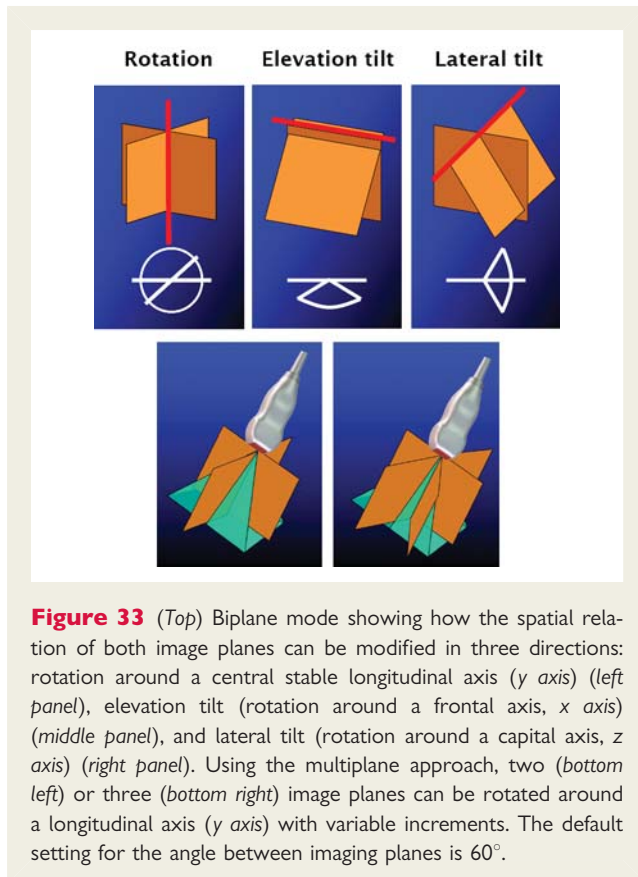 Rotation Elevation tilt Lateral tilt
Figure 33 (Top) Biplane mode showing how the spatial rela-
tion of both image planes can be modified in three directions:
rotation around a central stable longitudinal axis (y axis) (left
panel), elevation tilt (rotation around a frontal axis, x axis)
(middle panel), and lateral tilt (rotation around a capital axis, z
axis) (right panel). Using the multiplane approach, two (bottom
left) or three (bottom right) image planes can be rotated around
a longitudinal axis (y axis) with variable increments. The default
setting for the angle between imaging planes is 60°.